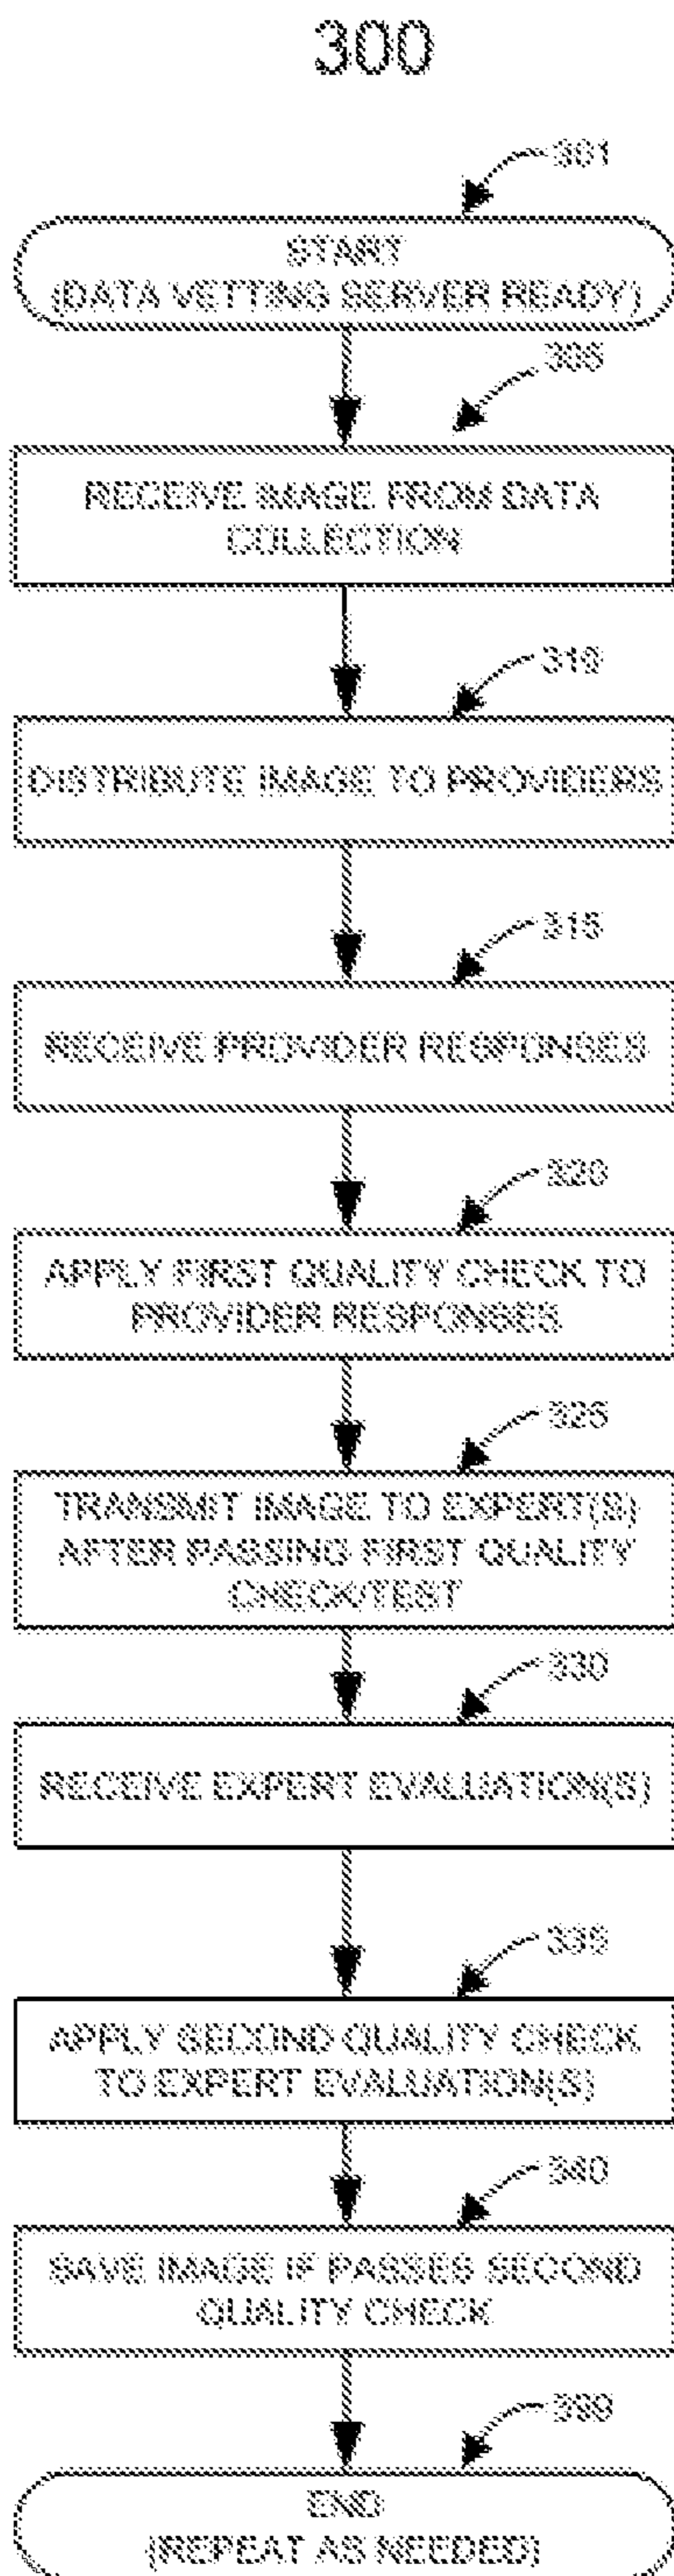 300
301
START
(DATA VETTING SERVER READY)
305
RECEIVE IMAGE FROM DATA
COLLECTION
310
DISTRIBUTE IMAGE TO PROVIDERS
315
RECEIVE PROVIDER RESPONSES
320
APPLY FIRST QUALITY CHECK TO
PROVIDER RESPONSES
325
TRANSMIT IMAGE TO EXPERT(S)
AFTER PASSING FIRST QUALITY
CHECK/TEST
330
RECEIVE EXPERT EVALUATION(S)
335
APPLY SECOND QUALITY CHECK
TO EXPERT EVALUATION(S)
340
SAVE IMAGE IF PASSES SECOND
QUALITY CHECK
399
END
(REPEAT AS NEEDED)